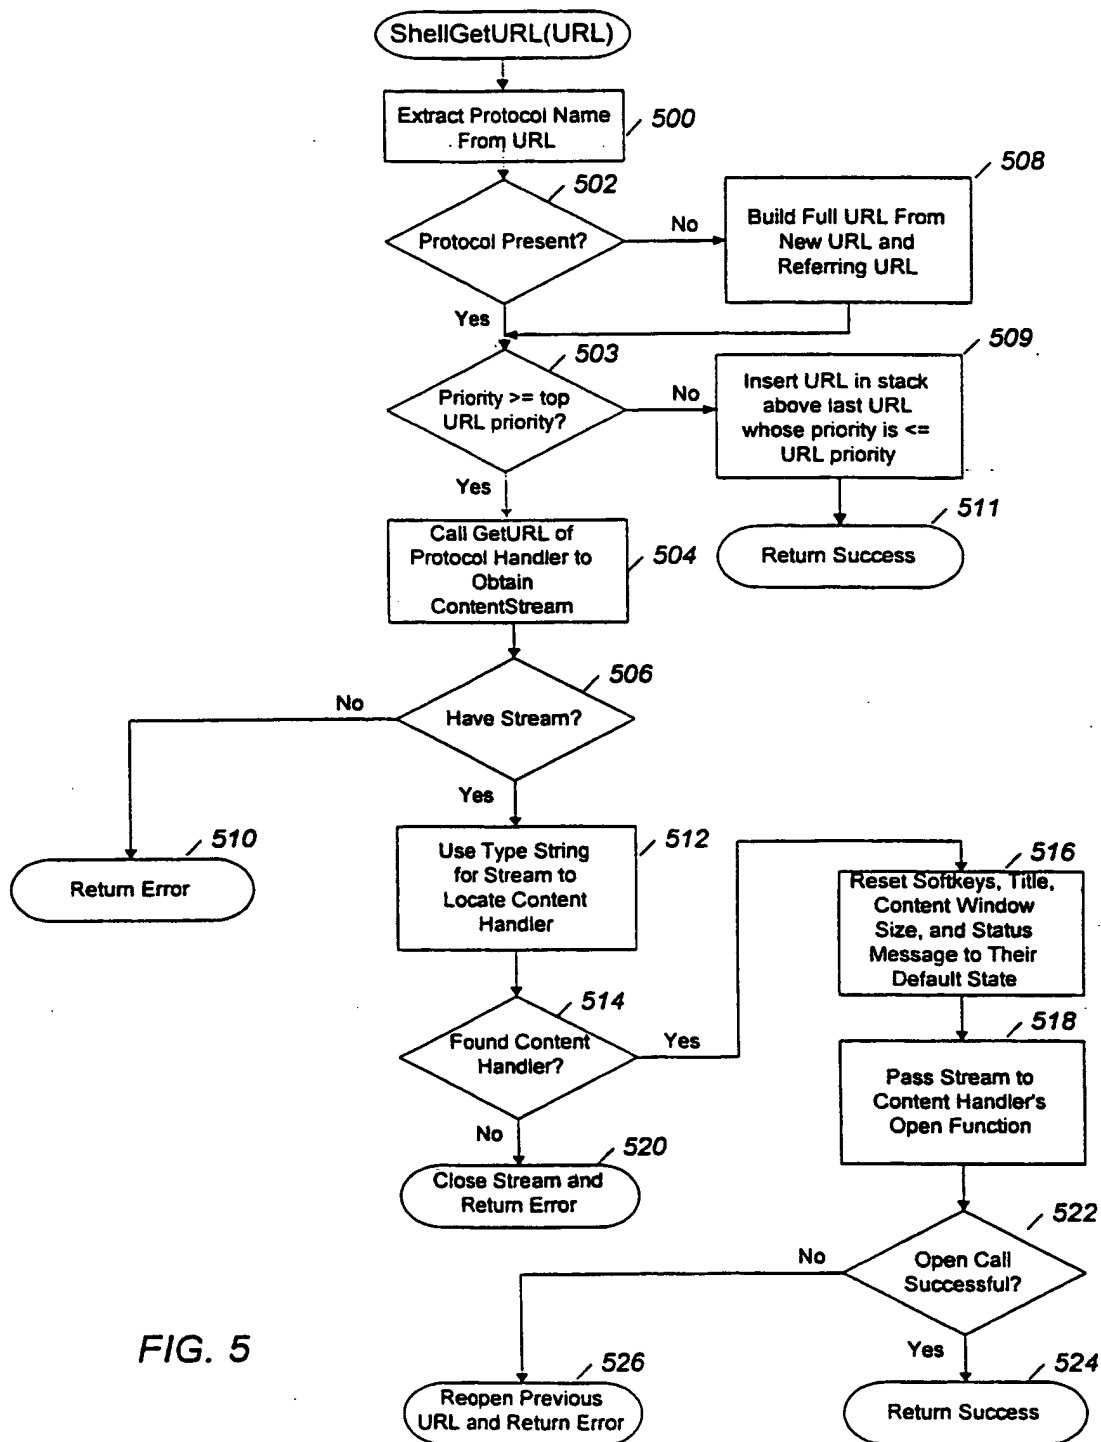 ShellGetURL(URL)
Extract Protocol Name
From URL
500
502
Protocol Present?
No
508
Build Full URL From
New URL and
Referring URL
Yes
503
Priority >= top
URL priority?
No
509
Insert URL in stack
above last URL
whose priority is <=
URL priority
Yes
511
Return Success
Call GetURL of
Protocol Handler to
Obtain
ContentStream
504
506
Have Stream?
No
Yes
510
Return Error
Use Type String
for Stream to
Locate Content
Handler
512
516
Reset Softkeys, Title,
Content Window
Size, and Status
Message to Their
Default State
514
Found Content
Handler?
Yes
518
Pass Stream to
Content Handler's
Open Function
No
520
Close Stream and
Return Error
522
Open Call
Successful?
No
Yes
FIG. 5
526
Reopen Previous
URL and Return Error
524
Return Success